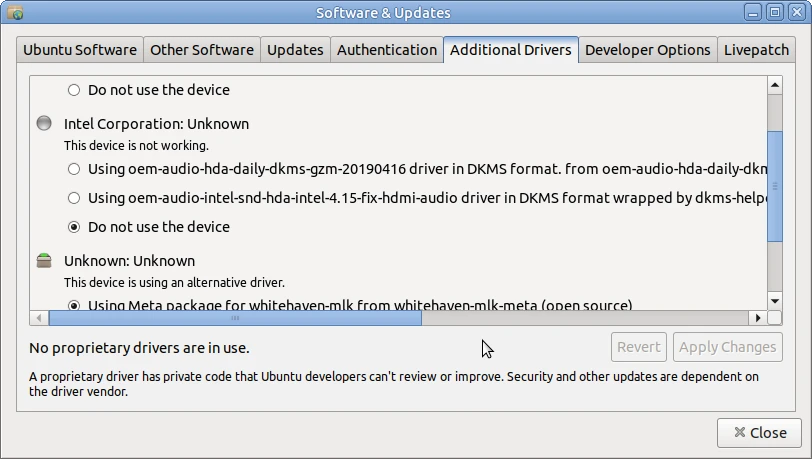 Software & Updates
Ubuntu Software
Other Software
Updates
Authentication
Additional Drivers
Developer Options
Livepatch
Do not use the device
Intel Corporation: Unknown
This device is not working.
Using oem-audio-hda-daily-dkms-gzm-20190416 driver in DKMS format. from oem-audio-hda-daily-dkm
Using oem-audio-intel-snd-hda-intel-4.15-fix-hdmi-audio driver in DKMS format wrapped by dkms-helpe
Do not use the device
Unknown: Unknown
This device is using an alternative driver.
Using Meta package for whitehaven-mlk from whitehaven-mlk-meta (open source)
No proprietary drivers are in use.
Revert
Apply Changes
A proprietary driver has private code that Ubuntu developers can't review or improve. Security and other updates are dependent on
the driver vendor.
Close